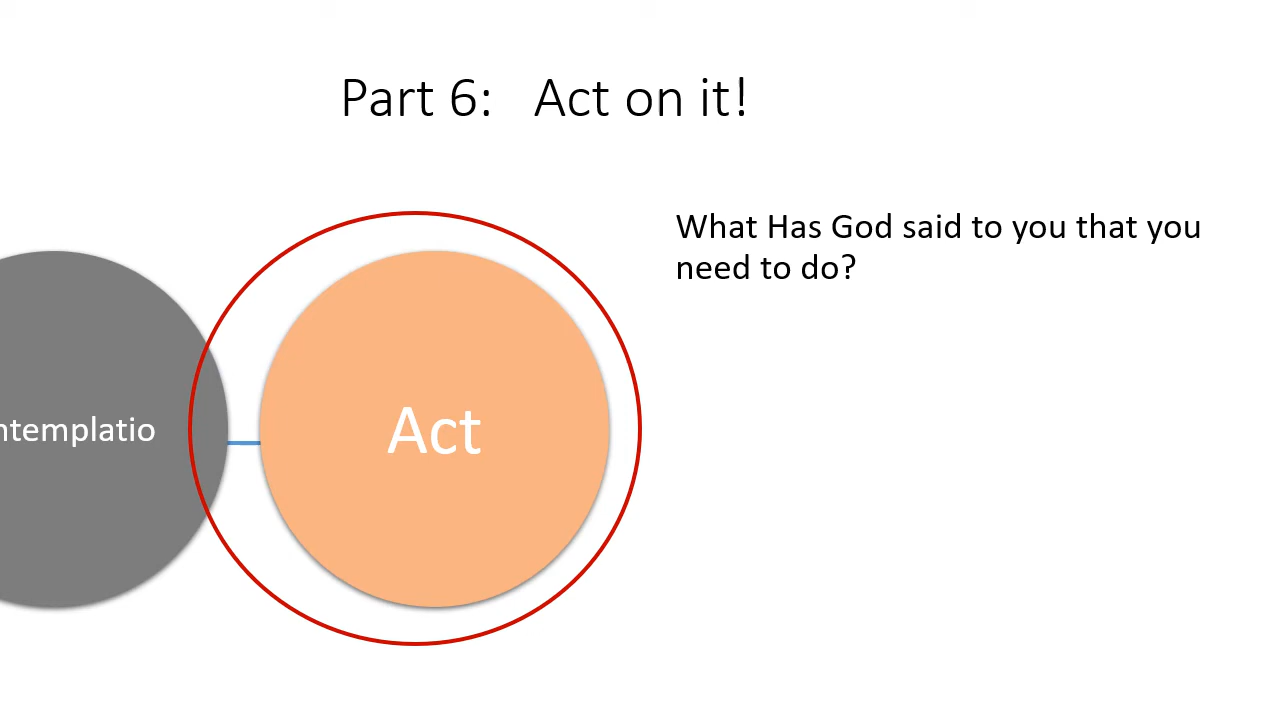 Part 6:   Act on it!
What Has God said to you that you
need to do?
ntemplatio
Act